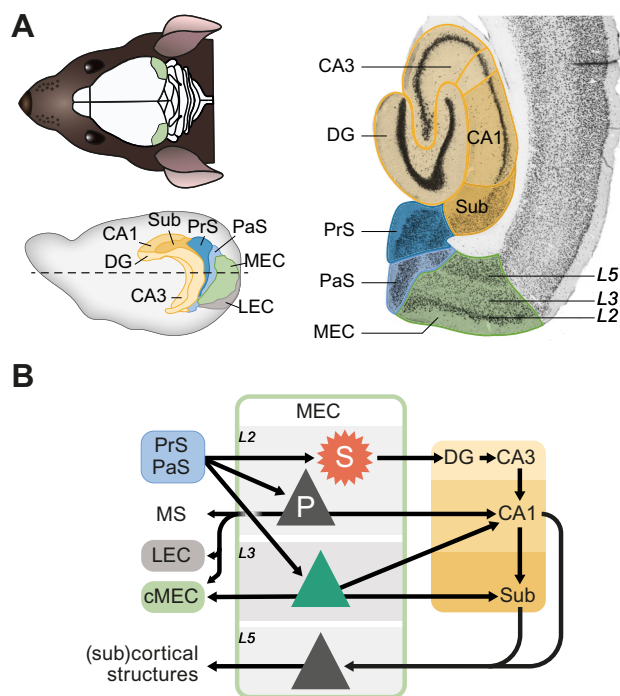 A
CA3
DG
CA1
Sub
PrS
PaS
MEC
L5
L3
L2
Sub
PrS
PaS
CA1
DG
MEC
CA3
LEC
B
MEC
PrS
PaS
L2
S
DG
CA3
P
MS
CA1
LEC
L3
cMEC
Sub
L5
(sub)cortical
structures